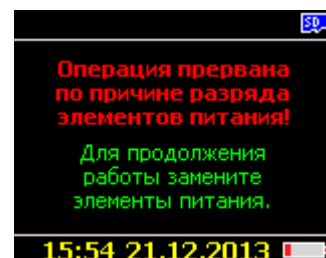 SD
Операция прервана
по причине разряда
элементов питания!
Для продолжения
работы замените
элементы питания.
15:54 21.12.2013